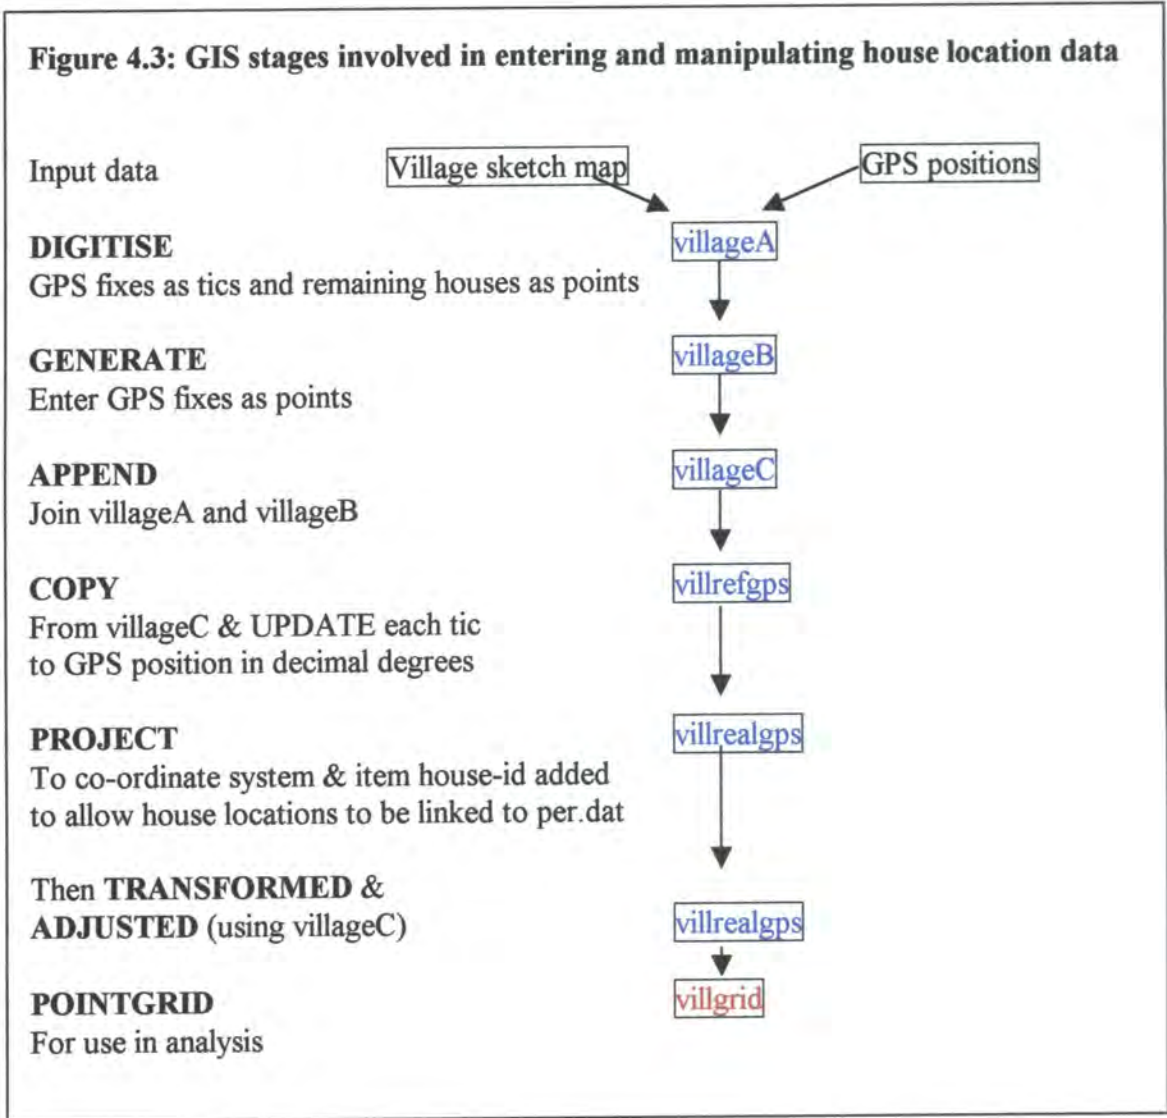 Figure 4.3: GIS stages involved in entering and manipulating house location data
Input data
Village sketch map
GPS positions
DIGITISE
villageA
GPS fixes as tics and remaining houses as points
GENERATE
villageB
Enter GPS fixes as points
APPEND
villageC
Join villageA and villageB
COPY
villrefgps
From villageC & UPDATE each tic
to GPS position in decimal degrees
PROJECT
villrealgps
To co-ordinate system & item house-id added
to allow house locations to be linked to per.dat
Then TRANSFORMED &
ADJUSTED (using villageC)
villrealgps
POINTGRID
villgrid
For use in analysis